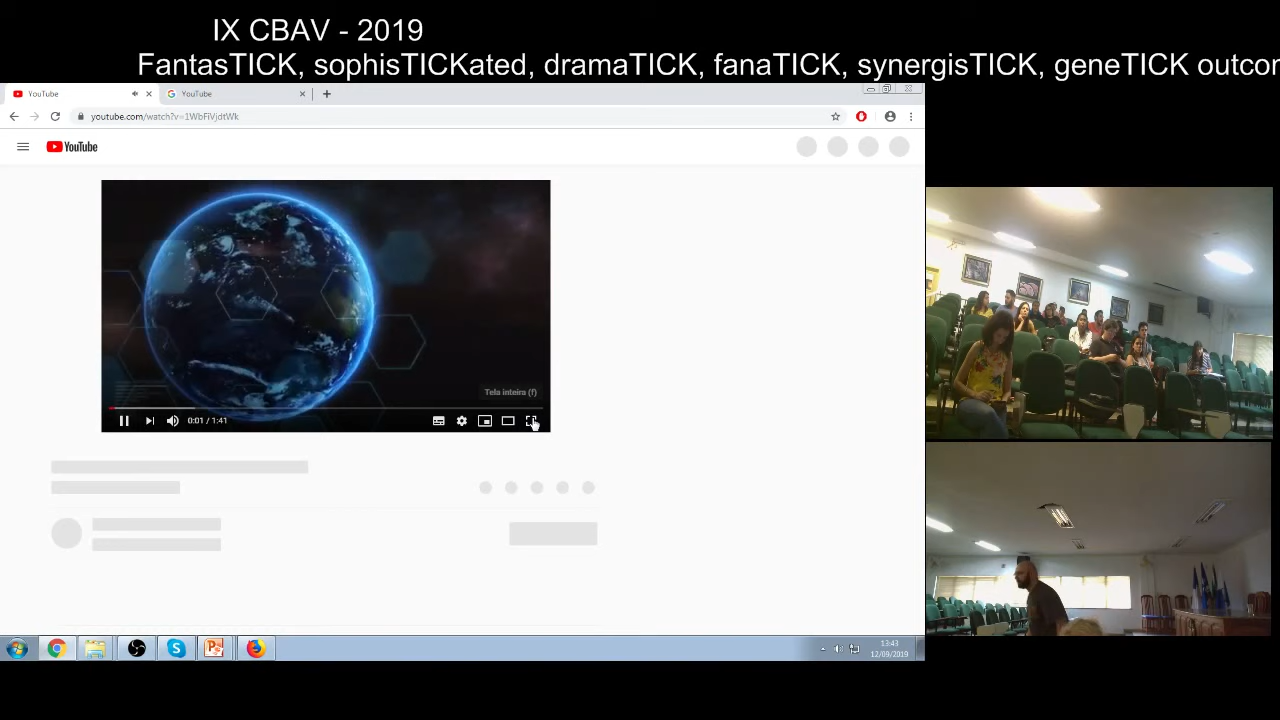 IX CBAV - 2019
FantasTICK, sophisTICKated, dramaTICK, fanaTICK, synergisTICK, geneTICK outcor
YouTube
YouTube
youtube.com/watch?v=1WbFiVjdtWk
YouTube
Tela inteira (f)
0:01 / 1:41
13:43
12/09/2019